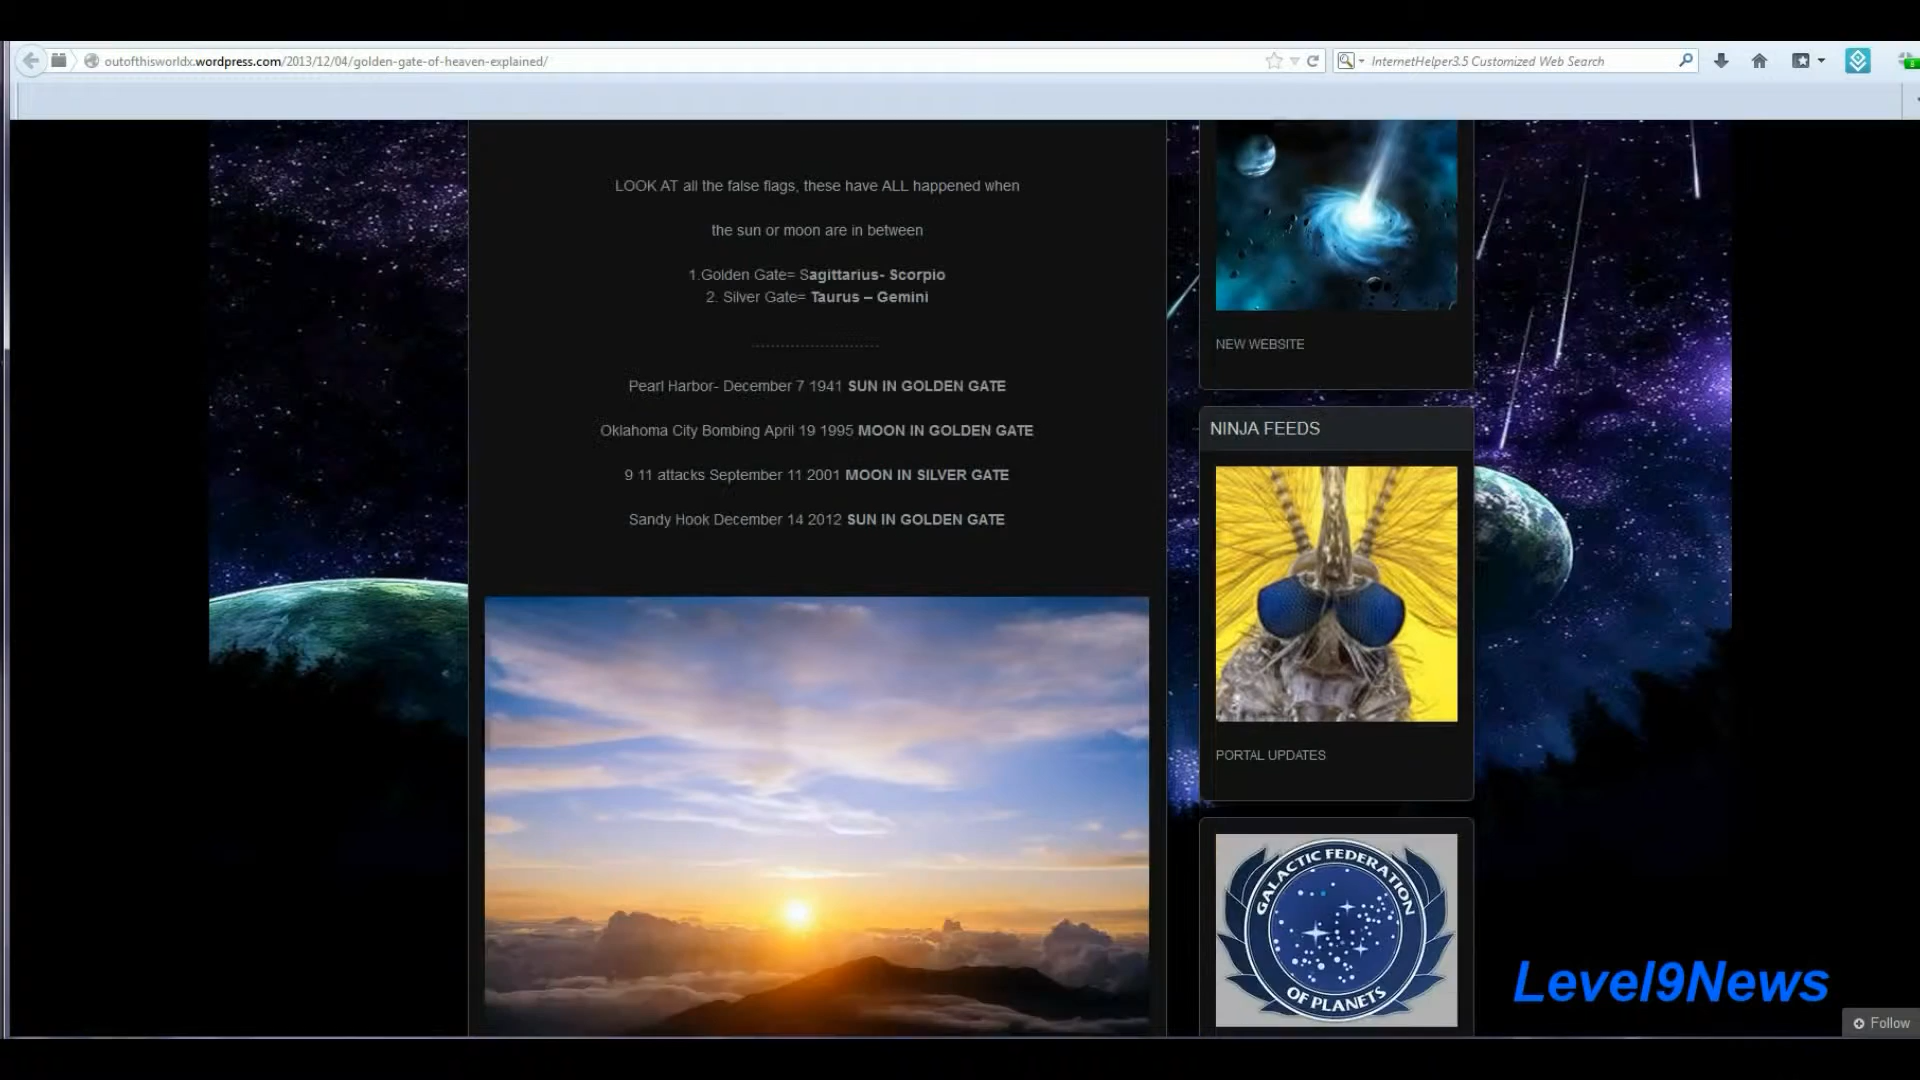 outofthisworldx.wordpress.com/2013/12/04/golden-gate-of-heaven-explained/
InternetHelper3.5 Customized Web Search
LOOK AT all the false flags, these have ALL happened when
the sun or moon are in between
1.Golden Gate= Sagittarius- Scorpio
2. Silver Gate= Taurus – Gemini
-------------------------
Pearl Harbor- December 7 1941 SUN IN GOLDEN GATE
Oklahoma City Bombing April 19 1995 MOON IN GOLDEN GATE
9 11 attacks September 11 2001 MOON IN SILVER GATE
Sandy Hook December 14 2012 SUN IN GOLDEN GATE
NEW WEBSITE
NINJA FEEDS
PORTAL UPDATES
GALACTIC FEDERATION
OF PLANETS
Level9News
Follow